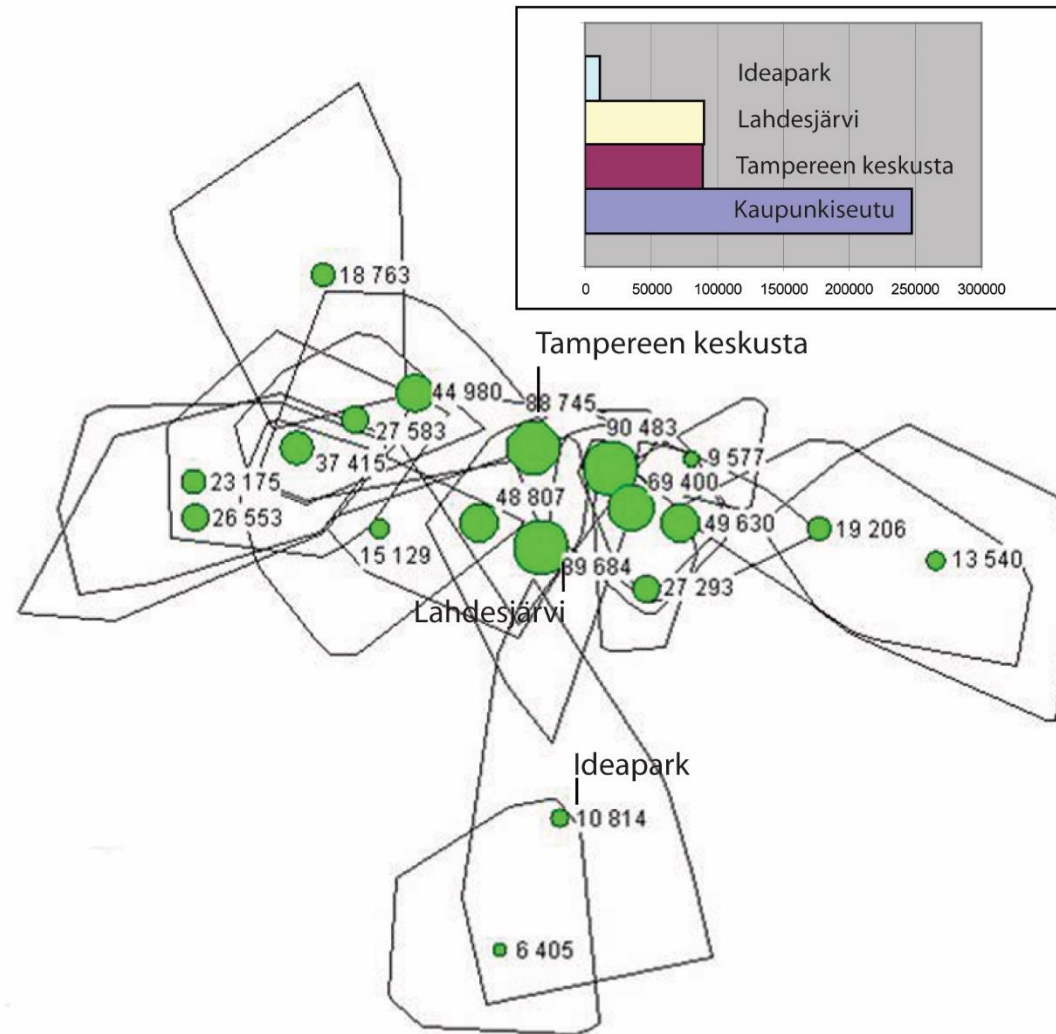 Ideapark
Lahdesjärvi
Tampereen keskusta
Kaupunkiseutu
0 50000 100000 150000 200000 250000 300000
18 763
Tampereen keskusta
44 980
88 745
27 583
90 483
37 415
9 577
23 175
69 400
48 807
26 553
49 630
19 206
15 129
89 684
13 540
27 293
Lahdesjärvi
Ideapark
10 814
6 405